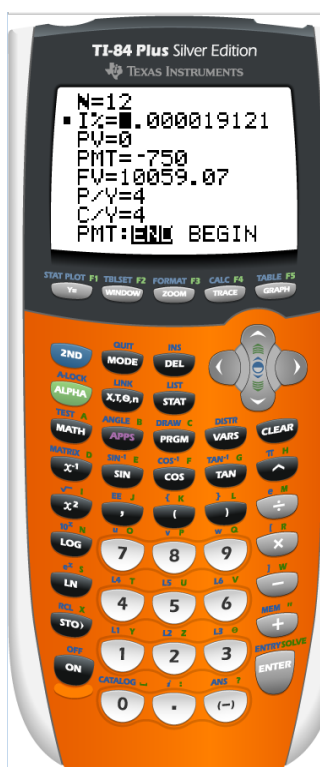 TI-84 Plus Silver Edition
TEXAS INSTRUMENTS
N=12
I%=.000019121
PV=0
PMT=-750
FV=10059.07
P/Y=4
C/Y=4
PMT:END BEGIN
STAT PLOT F1 TBLSET F2 FORMAT F3 CALC F4 TABLE F5
Y= WINDOW ZOOM TRACE GRAPH
QUIT INS
2ND MODE DEL
A-LOCK LINK LIST
ALPHA X,T,Θ,n STAT
TEST A ANGLE B DRAW C DISTR
MATH APPS PRGM VARS CLEAR
MATRIX D SIN⁻¹ E COS⁻¹ F TAN⁻¹ G π H
x⁻¹ SIN COS TAN ^
√ I EE J { K } L e M
x² , ( ) ÷
10ˣ N u O v P w Q [ R
LOG 7 8 9 ×
eˣ S L4 T L5 U L6 V ] W
LN 4 5 6 −
RCL X L1 Y L2 Z L3 Θ MEM "
STO› 1 2 3 +
OFF CATALOG ⎵ i : ANS ? ENTRY SOLVE
ON 0 . (−) ENTER